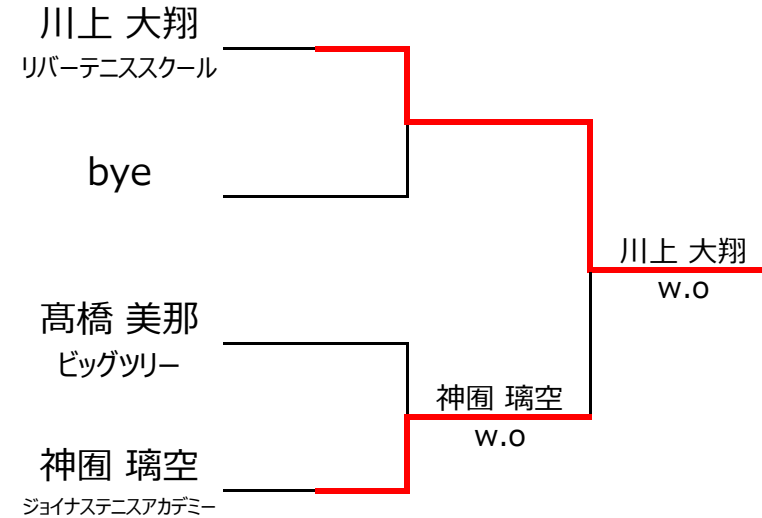 川上 大翔
リバーテニススクール
bye
川上 大翔
w.o
髙橋 美那
ビッグツリー
神囿 璃空
w.o
神囿 璃空
ジョイナステニスアカデミー